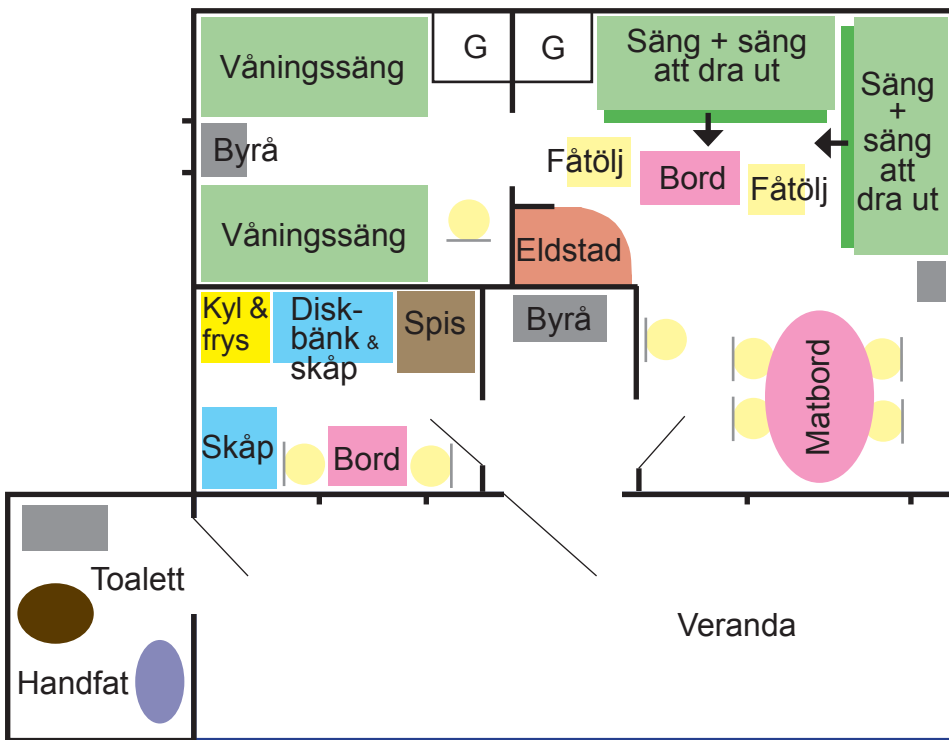 Våningssäng
G
G
Säng + säng
att dra ut
Säng
+
säng
att
dra ut
Byrå
Fåtölj
Bord
Fåtölj
Våningssäng
Eldstad
Kyl &
frys
Disk-
bänk &
skåp
Spis
Byrå
Matbord
Skåp
Bord
Toalett
Veranda
Handfat